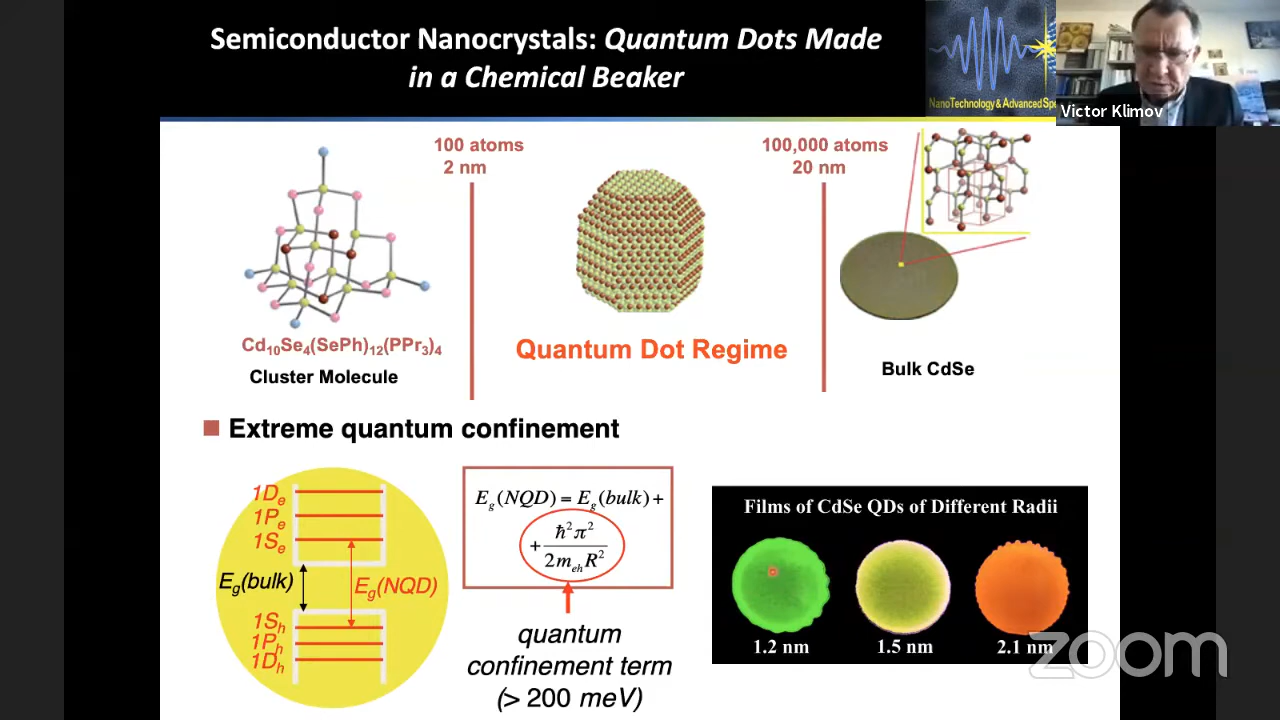 Semiconductor Nanocrystals: Quantum Dots Made
in a Chemical Beaker
NanoTechnology & Advanced Spe
Victor Klimov
100 atoms
2 nm
100,000 atoms
20 nm
Cd10Se4(SePh)12(PPr3)4
Cluster Molecule
Quantum Dot Regime
Bulk CdSe
Extreme quantum confinement
1De
1Pe
1Se
Eg(bulk)
Eg(NQD)
1Sh
1Ph
1Dh
Eg(NQD) = Eg(bulk) +
+ ħ²π² / 2mehR²
quantum
confinement term
(> 200 meV)
Films of CdSe QDs of Different Radii
1.2 nm
1.5 nm
2.1 nm
zoom